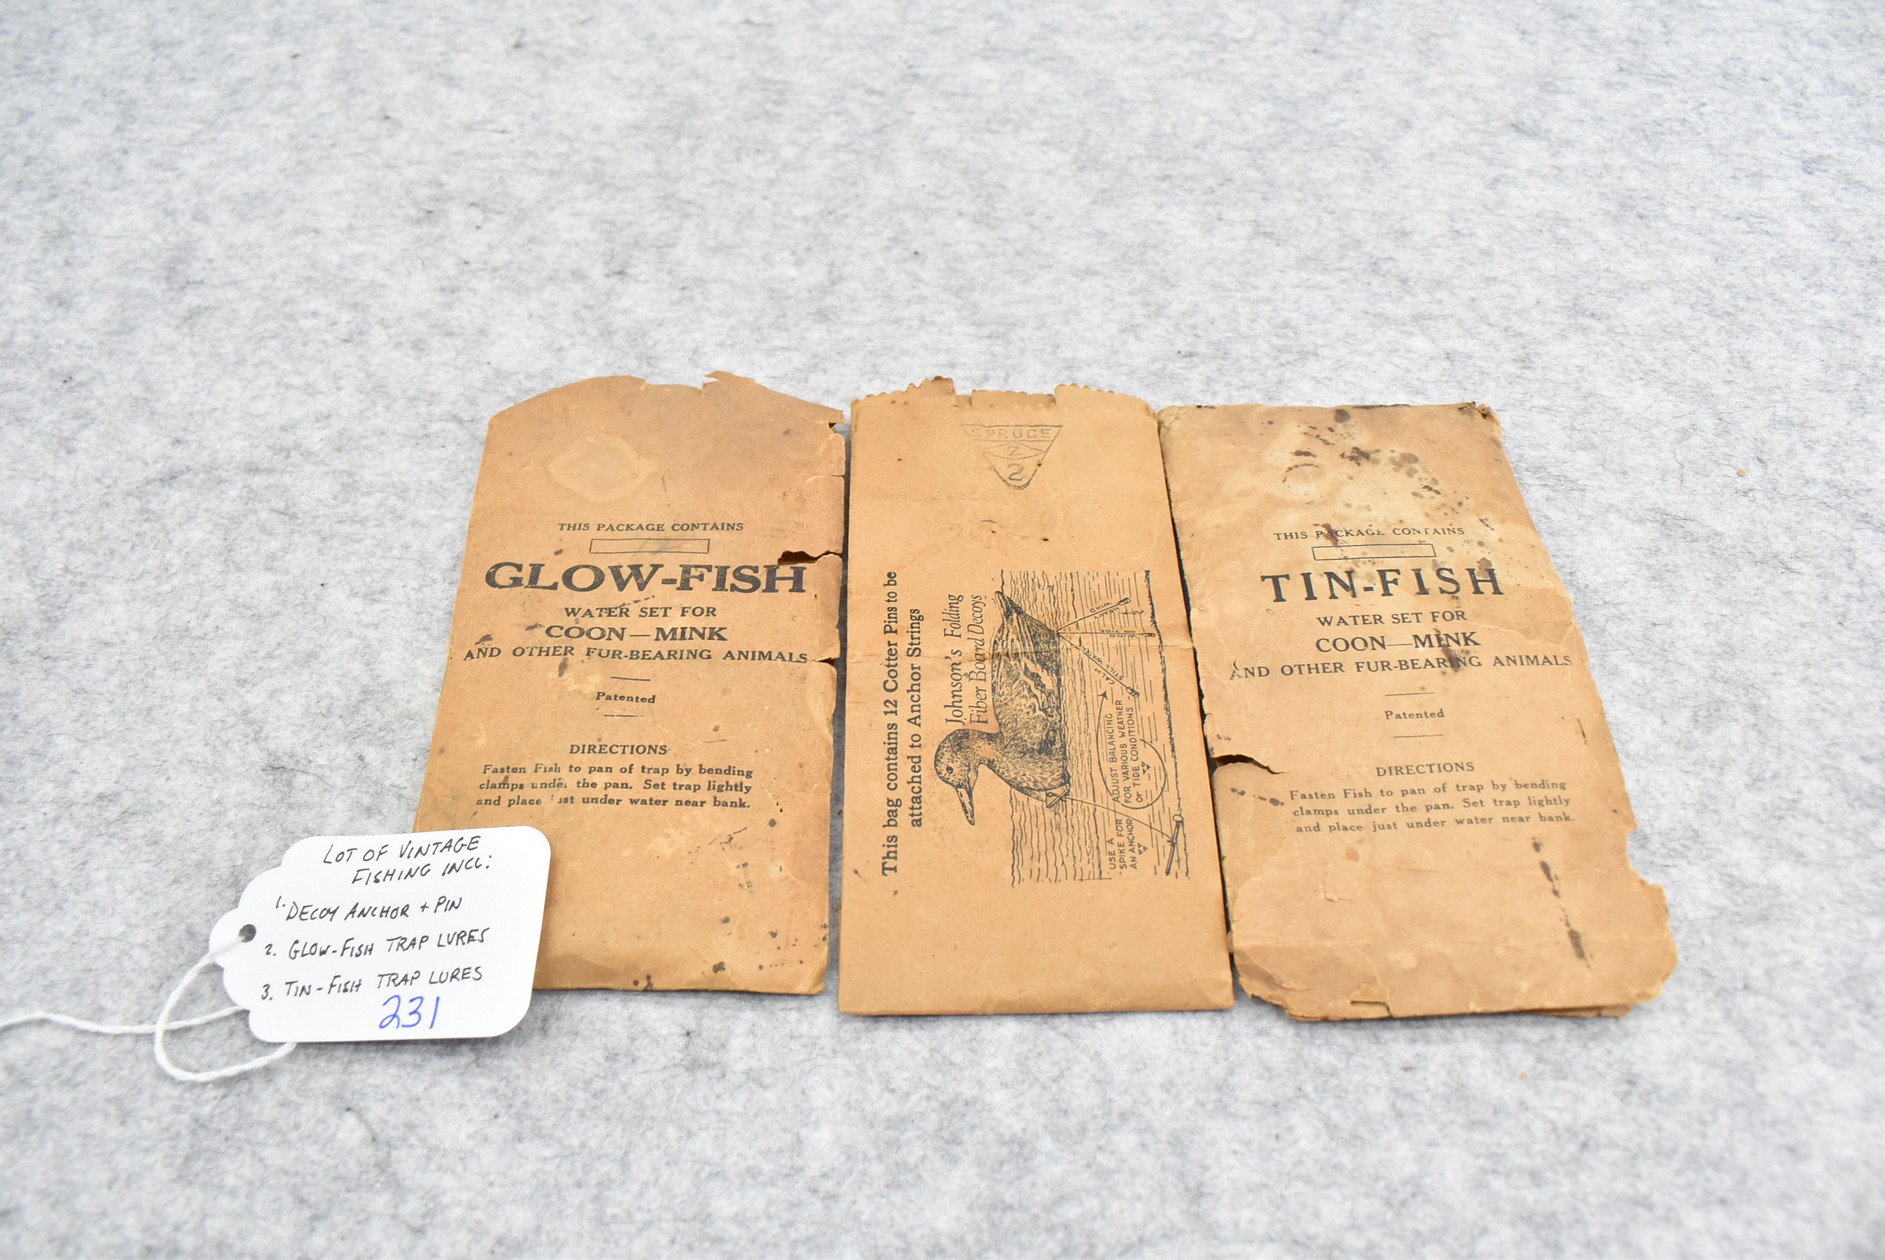 THIS PACKAGE CONTAINS
GLOW-FISH
WATER SET FOR
COON—MINK
AND OTHER FUR-BEARING ANIMALS
Patented
DIRECTIONS
Fasten Fish to pan of trap by bending
clamps under the pan. Set trap lightly
and place just under water near bank.
SPRUCE
2
2
This bag contains 12 Cotter Pins to be
attached to Anchor Strings
Johnson's Folding
Fiber Board Decoys
STILL WATER
CALM
ADJUST BALANCING
FOR VARIOUS WEATHER
OR TIDE CONDITIONS
USE A
SPIKE FOR
AN ANCHOR
THIS PACKAGE CONTAINS
TIN-FISH
WATER SET FOR
COON—MINK
AND OTHER FUR-BEARING ANIMALS
Patented
DIRECTIONS
Fasten Fish to pan of trap by bending
clamps under the pan. Set trap lightly
and place just under water near bank.
LOT OF VINTAGE
FISHING INCL:
1. DECOY ANCHOR + PIN
2. GLOW-FISH TRAP LURES
3. TIN-FISH TRAP LURES
231